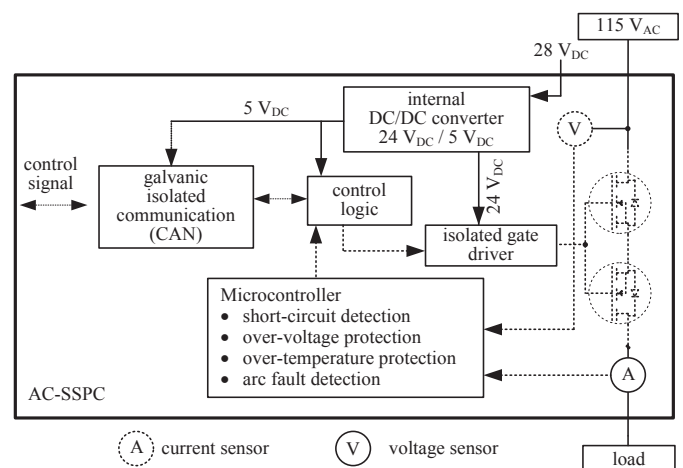 115 V_AC
28 V_DC
internal
DC/DC converter
24 V_DC / 5 V_DC
5 V_DC
V
control
signal
galvanic
isolated
communication
(CAN)
control
logic
24 V_DC
isolated gate
driver
Microcontroller
• short-circuit detection
• over-voltage protection
• over-temperature protection
• arc fault detection
A
AC-SSPC
A current sensor
V voltage sensor
load